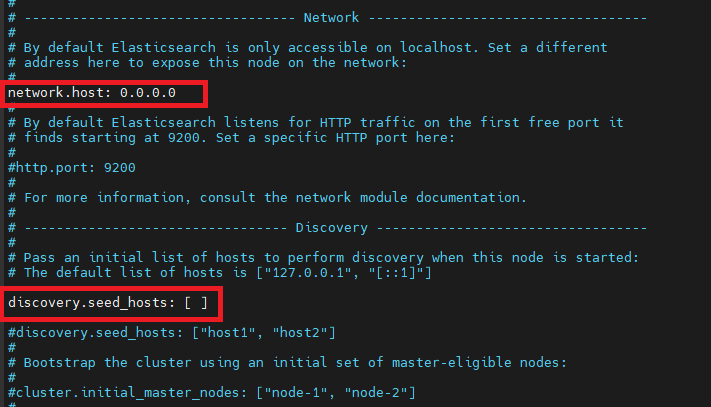 #
# ---------------------------------- Network -----------------------------------
#
# By default Elasticsearch is only accessible on localhost. Set a different
# address here to expose this node on the network:
#
network.host: 0.0.0.0
#
# By default Elasticsearch listens for HTTP traffic on the first free port it
# finds starting at 9200. Set a specific HTTP port here:
#
#http.port: 9200
#
# For more information, consult the network module documentation.
#
# --------------------------------- Discovery ----------------------------------
#
# Pass an initial list of hosts to perform discovery when this node is started:
# The default list of hosts is ["127.0.0.1", "[::1]"]
discovery.seed_hosts: [ ]
#discovery.seed_hosts: ["host1", "host2"]
#
# Bootstrap the cluster using an initial set of master-eligible nodes:
#
#cluster.initial_master_nodes: ["node-1", "node-2"]
#